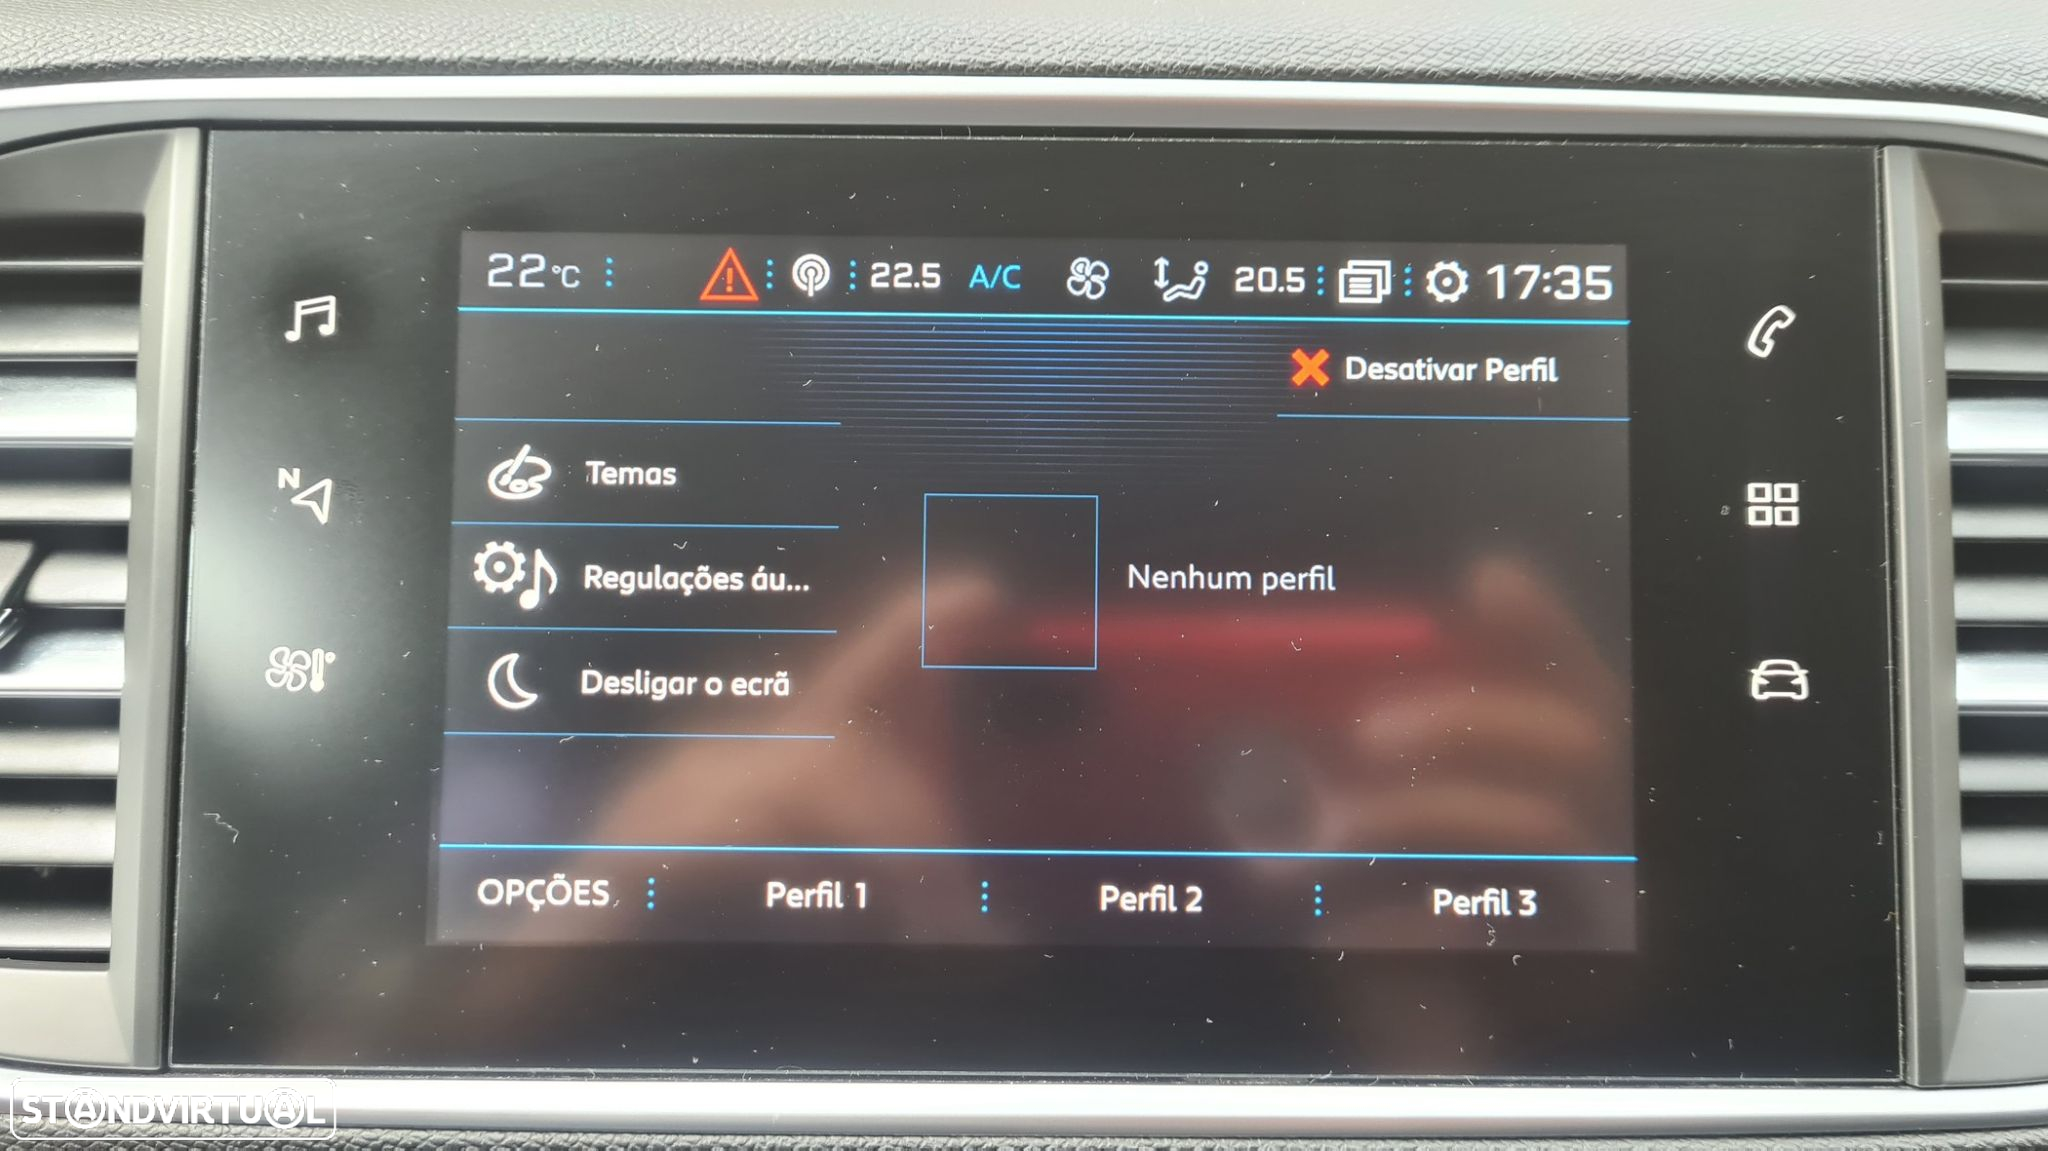 22°C 22.5 A/C 20.5 17:35
Desativar Perfil
Temas
N
Regulações áu...
Nenhum perfil
Desligar o ecrã
OPÇÕES Perfil 1 Perfil 2 Perfil 3
STANDVIRTUAL